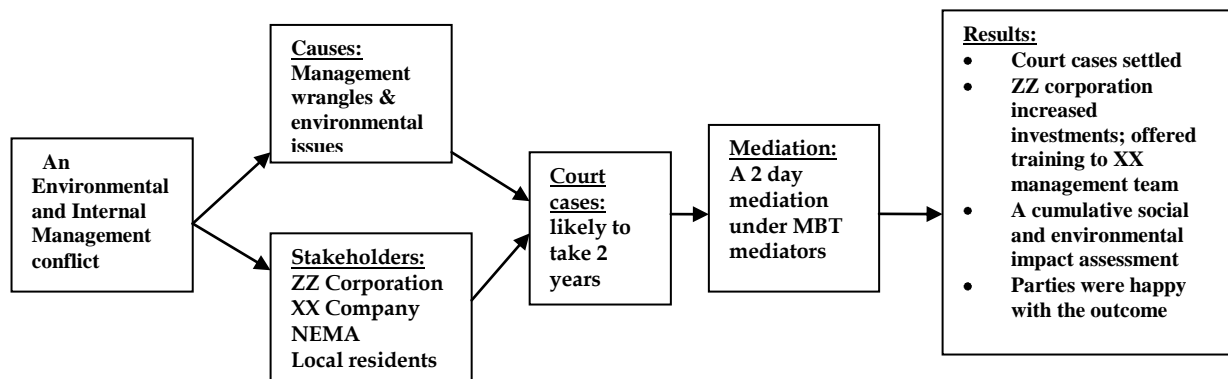 An
Environmental
and Internal
Management
conflict
Causes:
Management
wrangles &
environmental
issues
Stakeholders:
ZZ Corporation
XX Company
NEMA
Local residents
Court
cases:
likely to
take 2
years
Mediation:
A 2 day
mediation
under MBT
mediators
Results:
• Court cases settled
• ZZ corporation
increased
investments; offered
training to XX
management team
• A cumulative social
and environmental
impact assessment
• Parties were happy
with the outcome